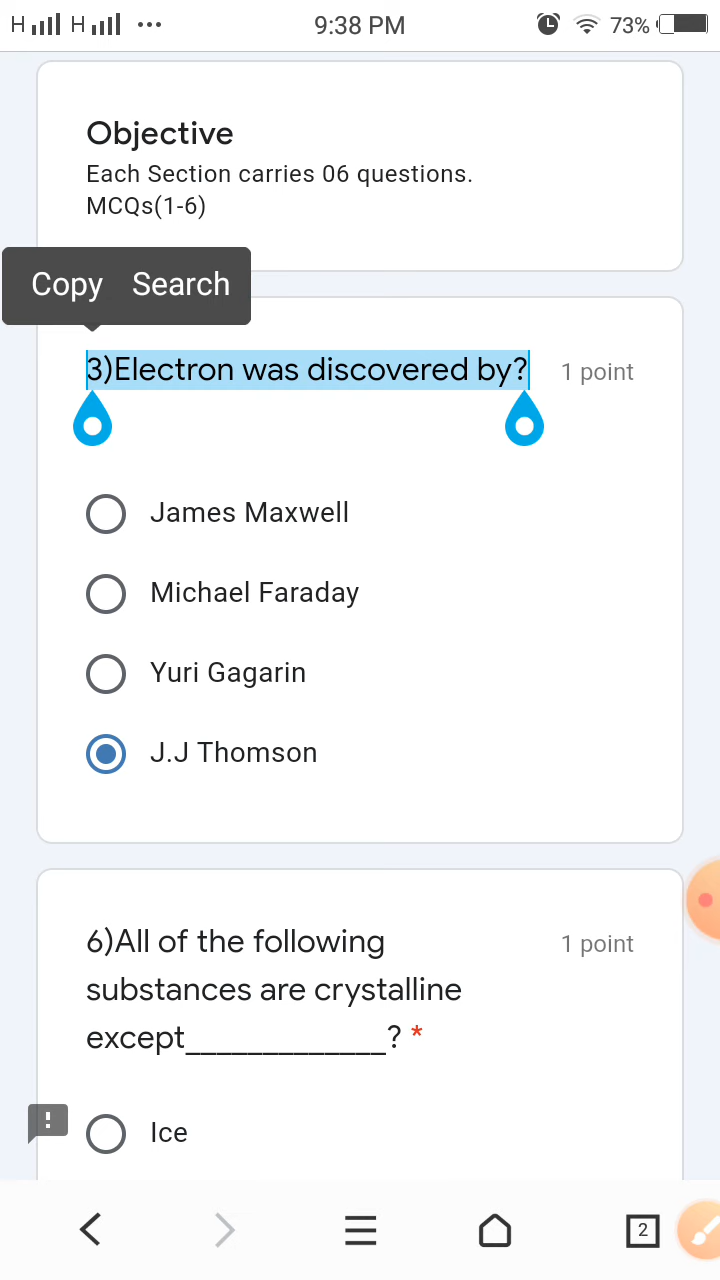 H H ... 9:38 PM 73%
Objective
Each Section carries 06 questions.
MCQs(1-6)
Copy Search
3)Electron was discovered by? 1 point
James Maxwell
Michael Faraday
Yuri Gagarin
J.J Thomson
6)All of the following 1 point
substances are crystalline
except_____________? *
!
Ice
2